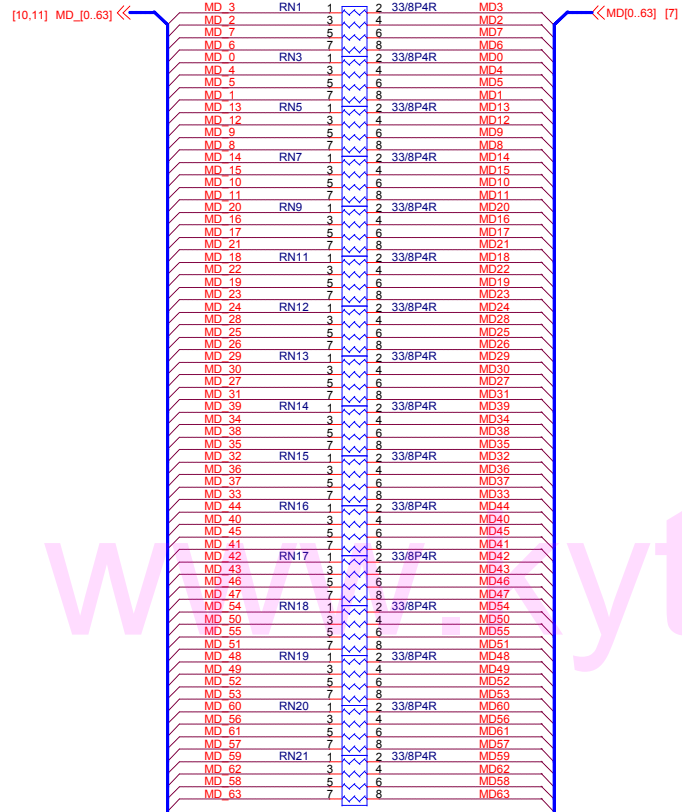 [10,11] MD_[0..63] MD[0..63] [7]
MD_3 RN1 1 2 33/8P4R MD3
MD_2 3 4 MD2
MD_7 5 6 MD7
MD_6 7 8 MD6
MD_0 RN3 1 2 33/8P4R MD0
MD_4 3 4 MD4
MD_5 5 6 MD5
MD_1 7 8 MD1
MD_13 RN5 1 2 33/8P4R MD13
MD_12 3 4 MD12
MD_9 5 6 MD9
MD_8 7 8 MD8
MD_14 RN7 1 2 33/8P4R MD14
MD_15 3 4 MD15
MD_10 5 6 MD10
MD_11 7 8 MD11
MD_20 RN9 1 2 33/8P4R MD20
MD_16 3 4 MD16
MD_17 5 6 MD17
MD_21 7 8 MD21
MD_18 RN11 1 2 33/8P4R MD18
MD_22 3 4 MD22
MD_19 5 6 MD19
MD_23 7 8 MD23
MD_24 RN12 1 2 33/8P4R MD24
MD_28 3 4 MD28
MD_25 5 6 MD25
MD_26 7 8 MD26
MD_29 RN13 1 2 33/8P4R MD29
MD_30 3 4 MD30
MD_27 5 6 MD27
MD_31 7 8 MD31
MD_39 RN14 1 2 33/8P4R MD39
MD_34 3 4 MD34
MD_38 5 6 MD38
MD_35 7 8 MD35
MD_32 RN15 1 2 33/8P4R MD32
MD_36 3 4 MD36
MD_37 5 6 MD37
MD_33 7 8 MD33
MD_44 RN16 1 2 33/8P4R MD44
MD_40 3 4 MD40
MD_45 5 6 MD45
MD_41 7 8 MD41
MD_42 RN17 1 2 33/8P4R MD42
MD_43 3 4 MD43
MD_46 5 6 MD46
MD_47 7 8 MD47
MD_54 RN18 1 2 33/8P4R MD54
MD_50 3 4 MD50
MD_55 5 6 MD55
MD_51 7 8 MD51
MD_48 RN19 1 2 33/8P4R MD48
MD_49 3 4 MD49
MD_52 5 6 MD52
MD_53 7 8 MD53
MD_60 RN20 1 2 33/8P4R MD60
MD_56 3 4 MD56
MD_61 5 6 MD61
MD_57 7 8 MD57
MD_59 RN21 1 2 33/8P4R MD59
MD_62 3 4 MD62
MD_58 5 6 MD58
MD_63 7 8 MD63
www.kyt